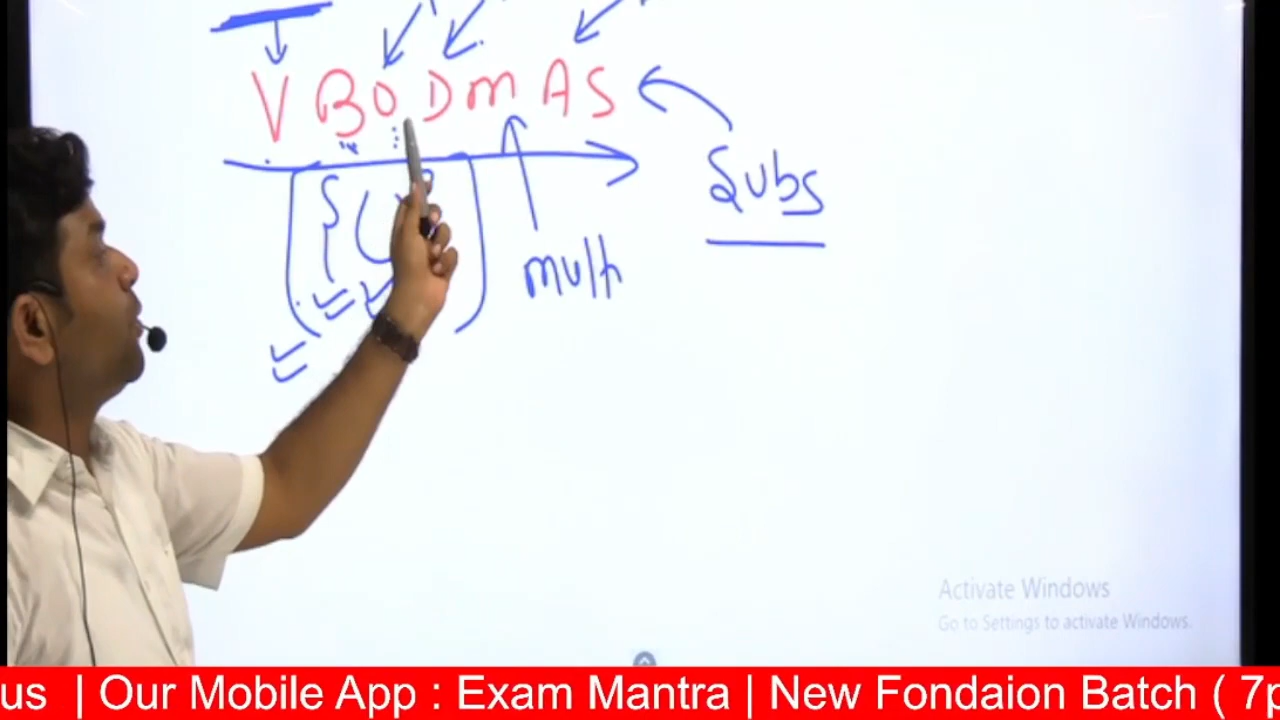 V B O D M A S
Subs
mult
Activate Windows
Go to Settings to activate Windows.
us | Our Mobile App : Exam Mantra | New Fondaion Batch ( 7p